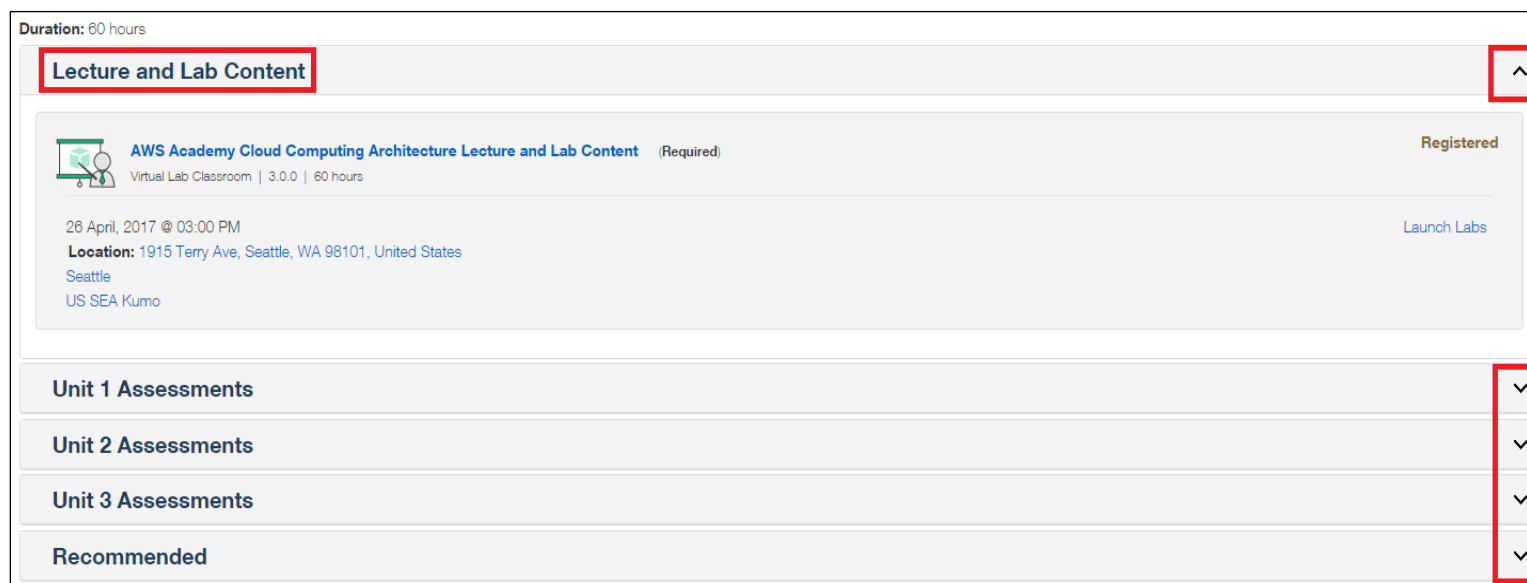 Duration: 60 hours
Lecture and Lab Content
AWS Academy Cloud Computing Architecture Lecture and Lab Content (Required) Registered
Virtual Lab Classroom | 3.0.0 | 60 hours
26 April, 2017 @ 03:00 PM Launch Labs
Location: 1915 Terry Ave, Seattle, WA 98101, United States
Seattle
US SEA Kumo
Unit 1 Assessments
Unit 2 Assessments
Unit 3 Assessments
Recommended